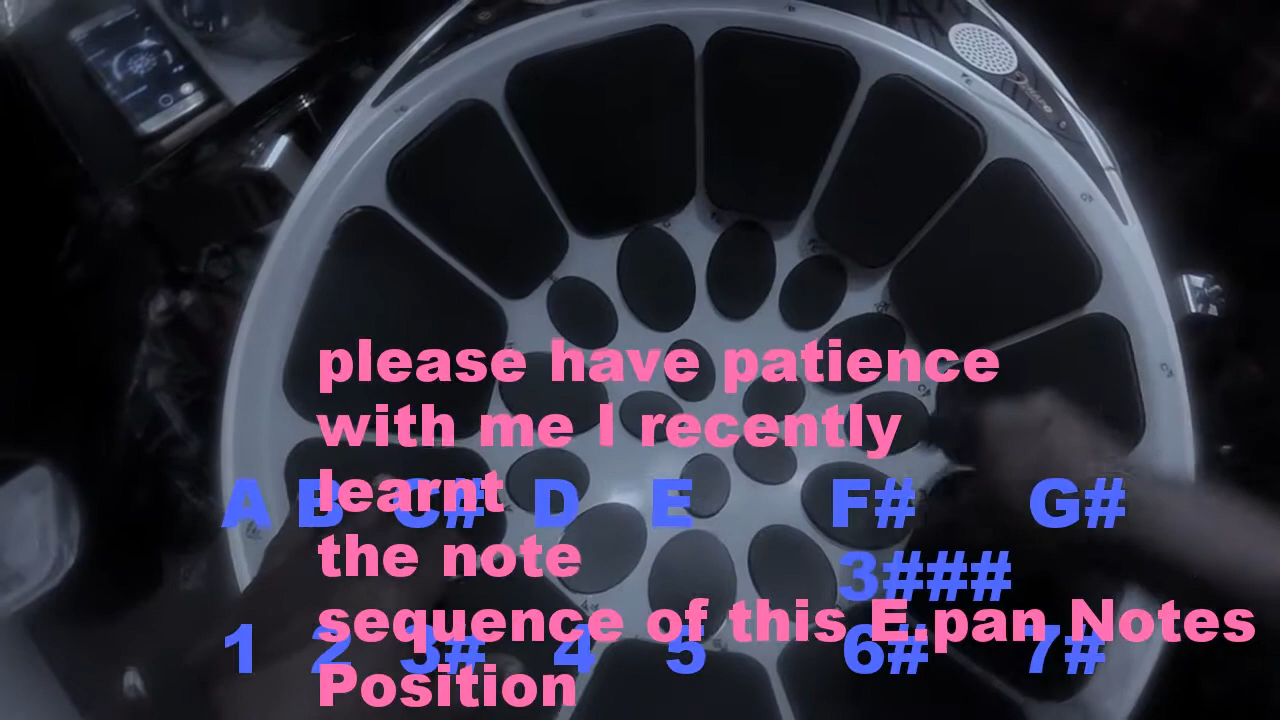 please have patience
with me I recently
learnt
A B C# D E F# G#
the note
3###
sequence of this E.pan Notes
1 2 3# 4 5 6# 7#
Position